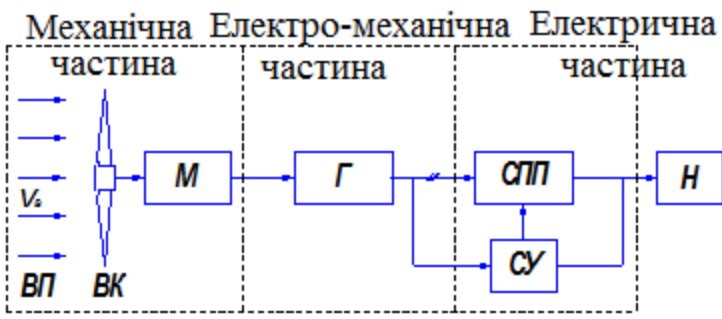 Механічна Електро-механічна Електрична
частина частина частина
М Г СПП Н
Vв
СУ
ВП ВК